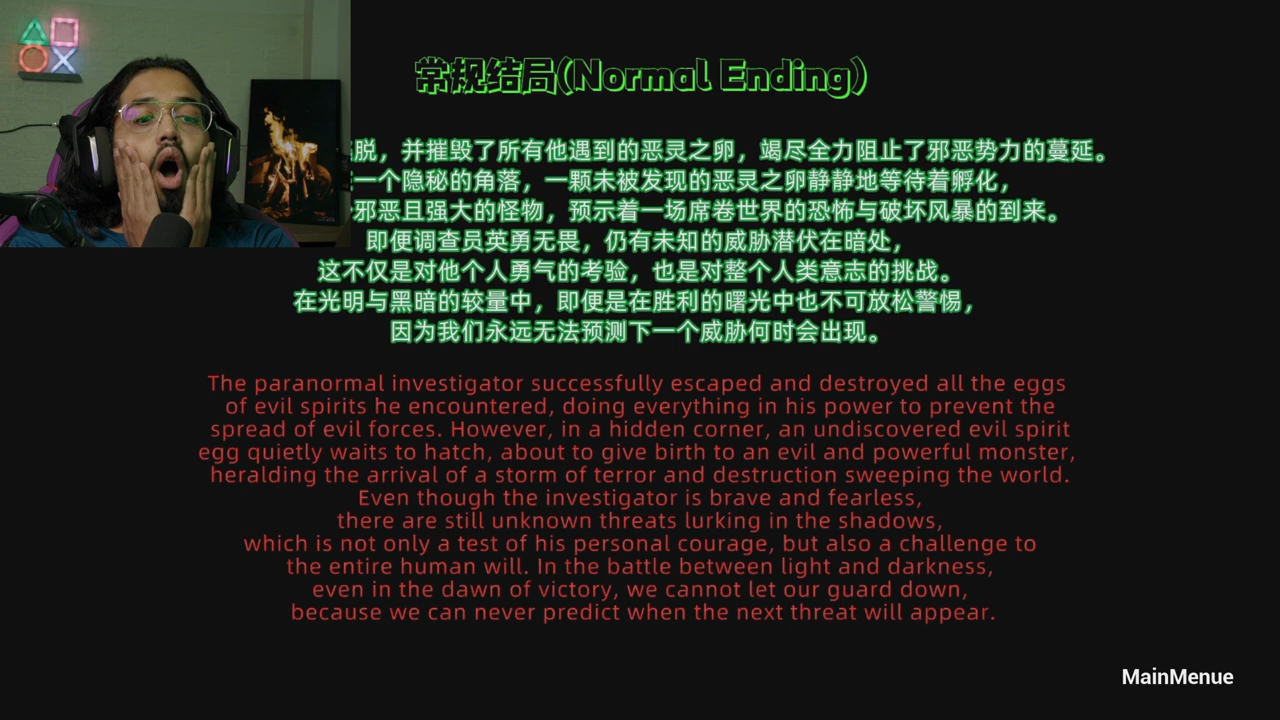 常规结局(Normal Ending)
脱，并摧毁了所有他遇到的恶灵之卵，竭尽全力阻止了邪恶势力的蔓延。
一个隐秘的角落，一颗未被发现的恶灵之卵静静地等待着孵化，
邪恶且强大的怪物，预示着一场席卷世界的恐怖与破坏风暴的到来。
即便调查员英勇无畏，仍有未知的威胁潜伏在暗处，
这不仅是对他个人勇气的考验，也是对整个人类意志的挑战。
在光明与黑暗的较量中，即便是在胜利的曙光中也不可放松警惕，
因为我们永远无法预测下一个威胁何时会出现。
The paranormal investigator successfully escaped and destroyed all the eggs
of evil spirits he encountered, doing everything in his power to prevent the
spread of evil forces. However, in a hidden corner, an undiscovered evil spirit
egg quietly waits to hatch, about to give birth to an evil and powerful monster,
heralding the arrival of a storm of terror and destruction sweeping the world.
Even though the investigator is brave and fearless,
there are still unknown threats lurking in the shadows,
which is not only a test of his personal courage, but also a challenge to
the entire human will. In the battle between light and darkness,
even in the dawn of victory, we cannot let our guard down,
because we can never predict when the next threat will appear.
MainMenue